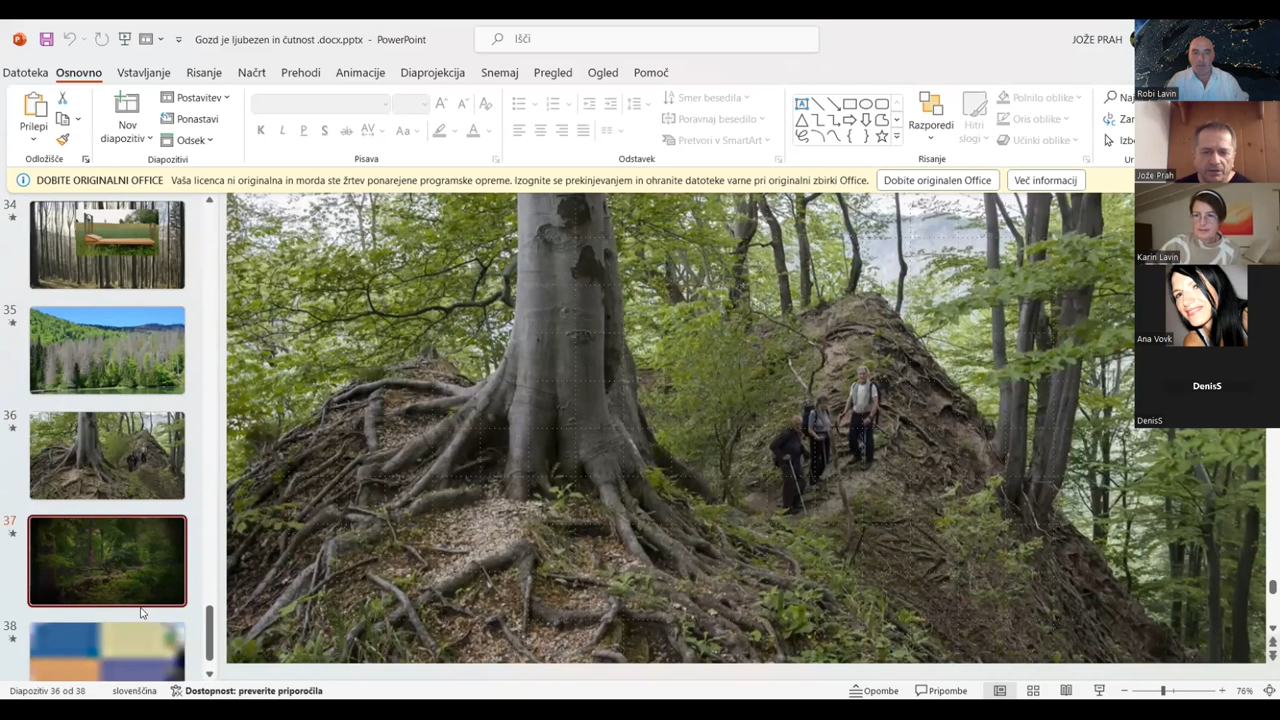 Gozd je ljubezen in čutnost .docx.pptx - PowerPoint
Išči
JOŽE PRAH
Datoteka Osnovno Vstavljanje Risanje Načrt Prehodi Animacije Diaprojekcija Snemaj Pregled Ogled Pomoč
Prilepi
Odložišče
Nov
diapozitiv
Postavitev
Ponastavi
Odsek
Diapozitivi
Pisava
Smer besedila
Poravnaj besedilo
Pretvori v SmartArt
Odstavek
Razporedi
Hitri
slogi
Polnilo oblike
Oris oblike
Učinki oblike
Risanje
DOBITE ORIGINALNI OFFICE Vaša licenca ni originalna in morda ste žrtev ponarejene programske opreme. Izognite se prekinjevanjem in ohranite datoteke varne pri originalni zbirki Office.
Dobite originalen Office
Več informacij
34
35
36
37
38
Robi Lavin
Jože Prah
Karin Lavin
Ana Vovk
DenisS
DenisS
Diapozitiv 36 od 38
slovenščina
Dostopnost: preverite priporočila
Opombe
Pripombe
76%